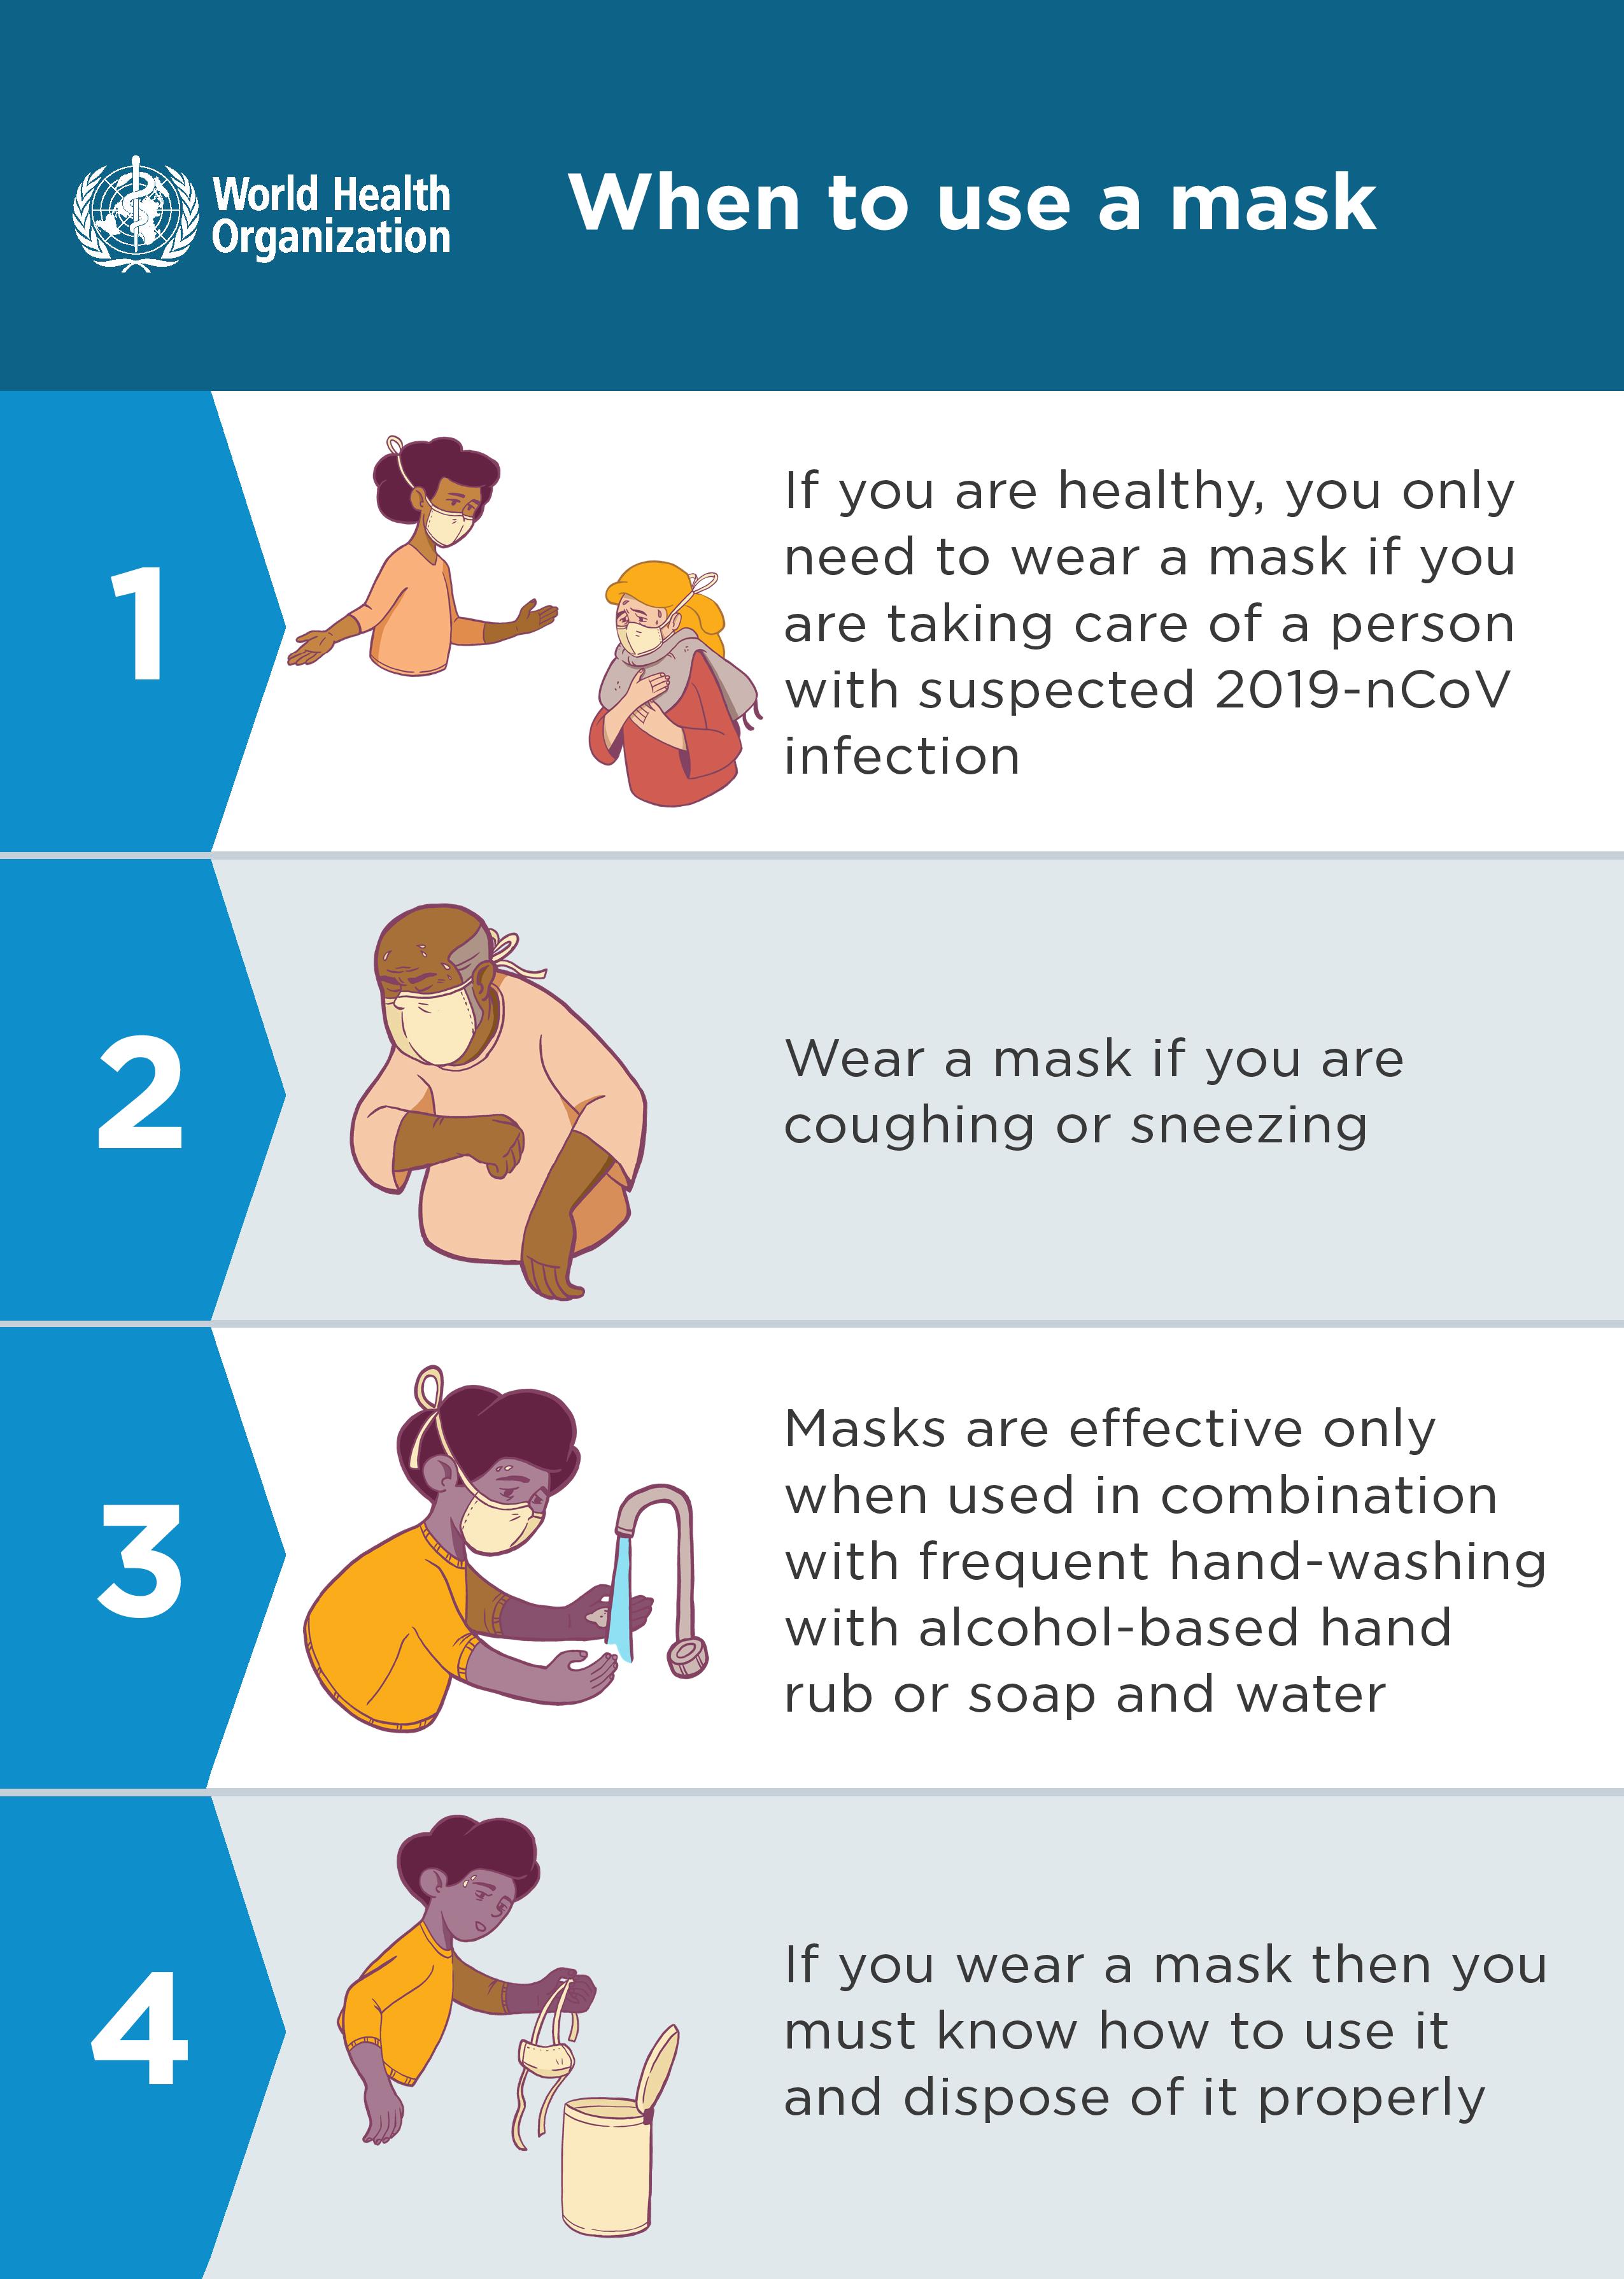 World Health
Organization
When to use a mask
1
If you are healthy, you only
need to wear a mask if you
are taking care of a person
with suspected 2019-nCoV
infection
2
Wear a mask if you are
coughing or sneezing
3
Masks are effective only
when used in combination
with frequent hand-washing
with alcohol-based hand
rub or soap and water
4
If you wear a mask then you
must know how to use it
and dispose of it properly